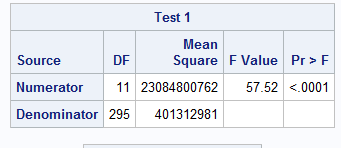 Test 1
Mean
Source DF Square F Value Pr > F
Numerator 11 23084800762 57.52 <.0001
Denominator 295 401312981